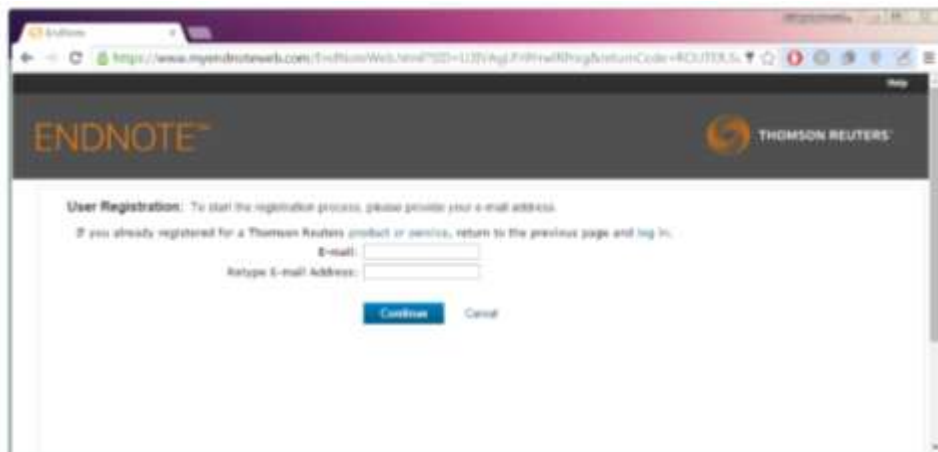 EndNote
https://www.myendnoteweb.com/EndNoteWeb.html?SID=
Help
ENDNOTE™
THOMSON REUTERS
User Registration: To start the registration process, please provide your e-mail address.
If you already registered for a Thomson Reuters product or service, return to the previous page and log in.
E-mail:
Retype E-mail Address:
Continue Cancel